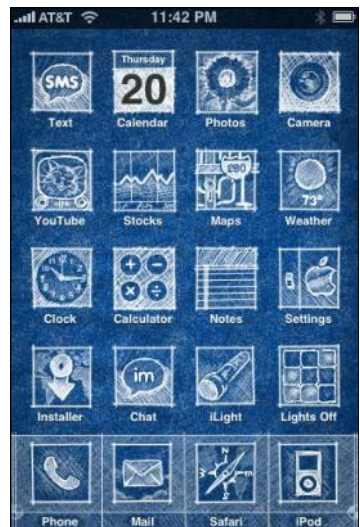 AT&T 11:42 PM
SMS Thursday
20
Text Calendar Photos Camera
280
73°
YouTube Stocks Maps Weather
Clock Calculator Notes Settings
im
Installer Chat iLight Lights Off
Phone Mail Safari iPod